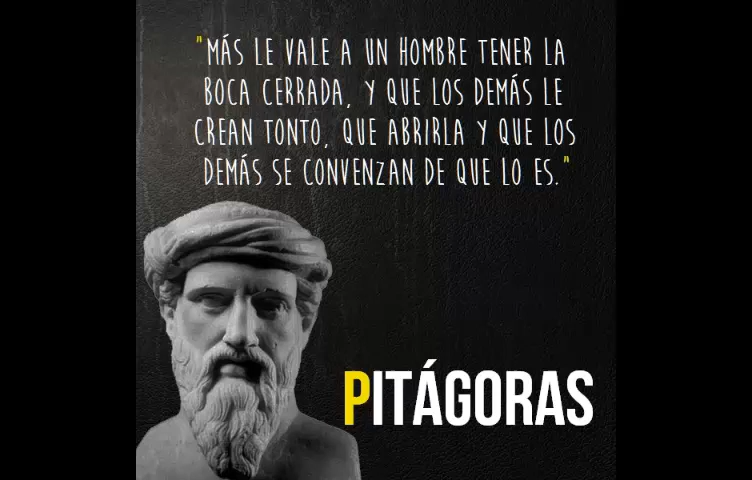 "MÁS LE VALE A UN HOMBRE TENER LA
BOCA CERRADA, Y QUE LOS DEMÁS LE
CREAN TONTO, QUE ABRIRLA Y QUE LOS
DEMÁS SE CONVENZAN DE QUE LO ES."
PITÁGORAS